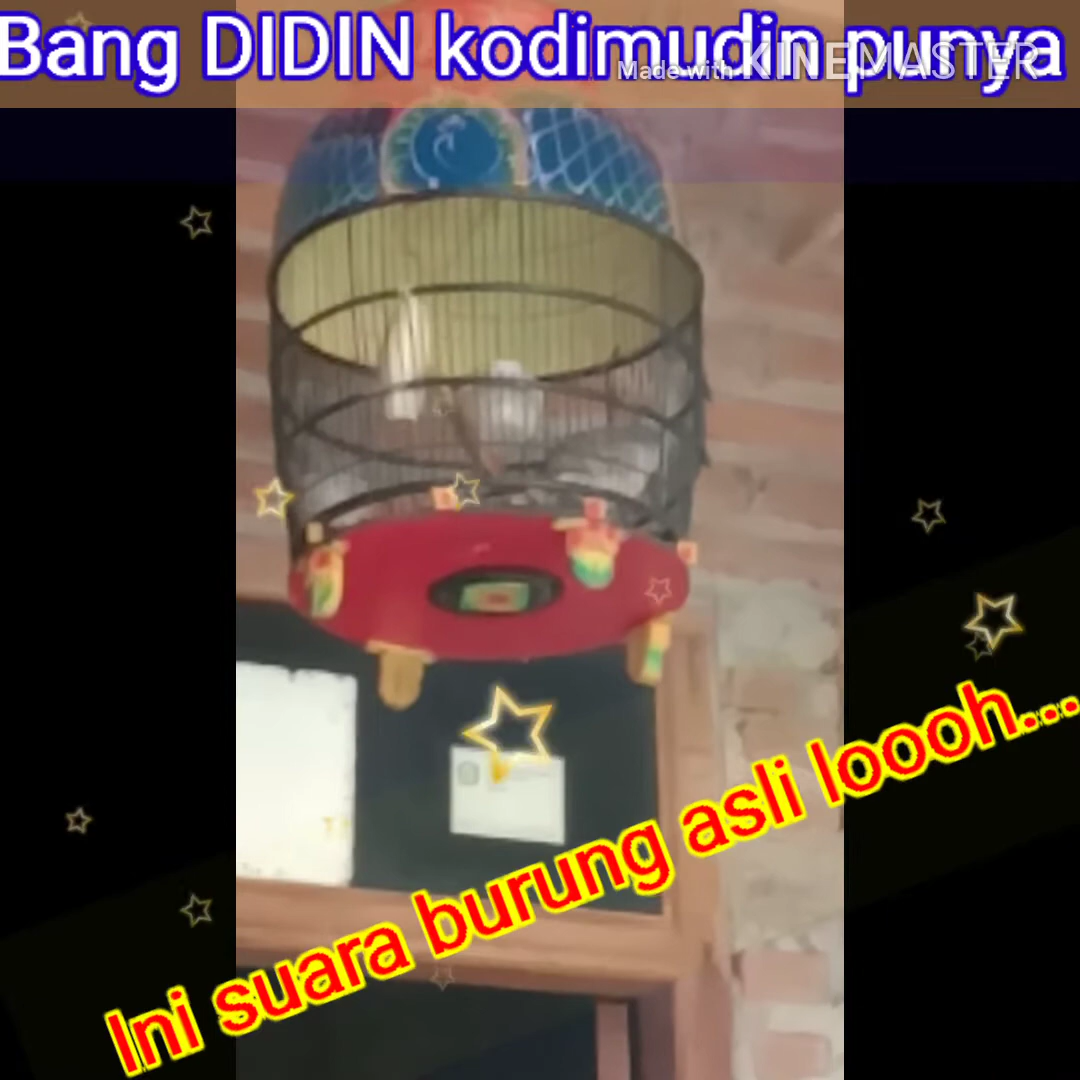 Bang DIDIN kodimudin punya
Made with KINEMASTER
Ini suara burung asli loooh...